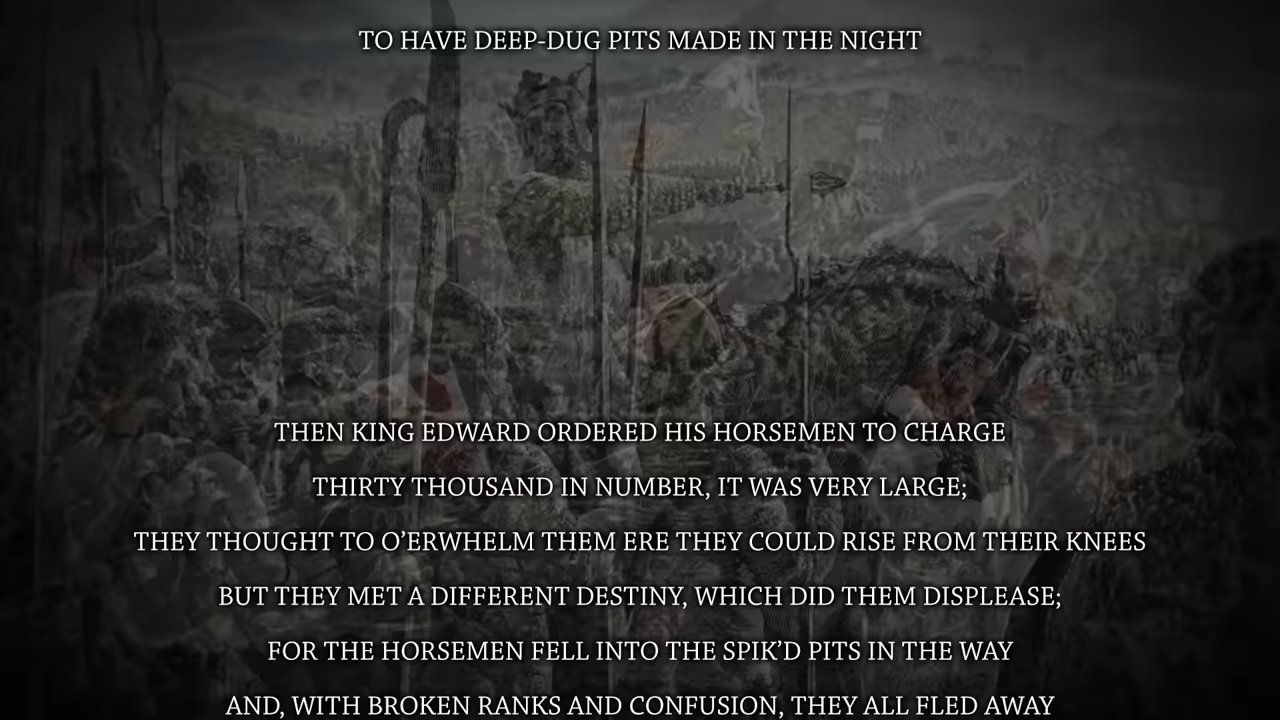 TO HAVE DEEP-DUG PITS MADE IN THE NIGHT
THEN KING EDWARD ORDERED HIS HORSEMEN TO CHARGE
THIRTY THOUSAND IN NUMBER, IT WAS VERY LARGE;
THEY THOUGHT TO O’ERWHELM THEM ERE THEY COULD RISE FROM THEIR KNEES
BUT THEY MET A DIFFERENT DESTINY, WHICH DID THEM DISPLEASE;
FOR THE HORSEMEN FELL INTO THE SPIK’D PITS IN THE WAY
AND, WITH BROKEN RANKS AND CONFUSION, THEY ALL FLED AWAY